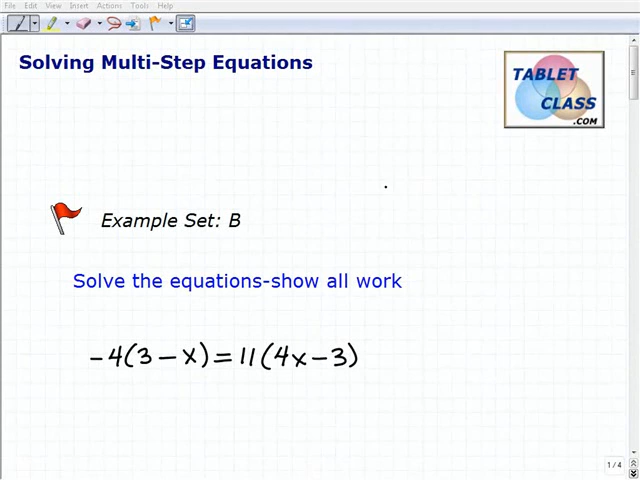 File Edit View Insert Actions Tools Help
Solving Multi-Step Equations
TABLET
CLASS
.COM
Example Set: B
Solve the equations-show all work
-4(3-x)=11(4x-3)
1/4